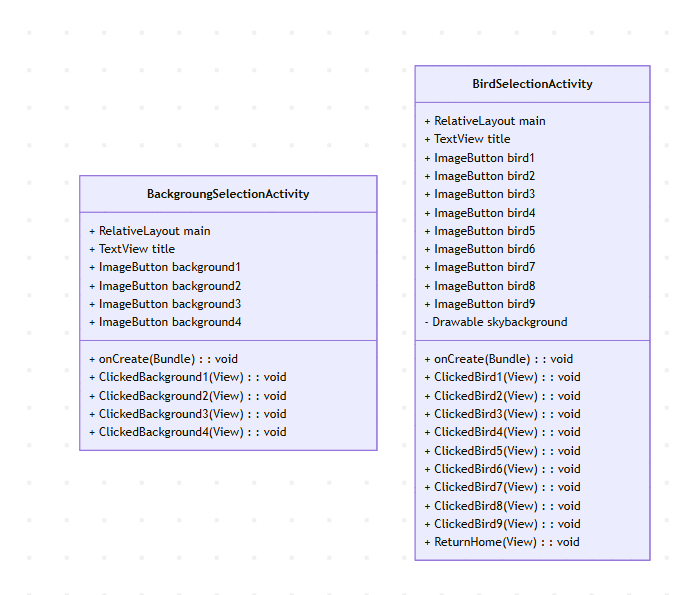 BackgroungSelectionActivity
+ RelativeLayout main
+ TextView title
+ ImageButton background1
+ ImageButton background2
+ ImageButton background3
+ ImageButton background4
+ onCreate(Bundle) : : void
+ ClickedBackground1(View) : : void
+ ClickedBackground2(View) : : void
+ ClickedBackground3(View) : : void
+ ClickedBackground4(View) : : void
BirdSelectionActivity
+ RelativeLayout main
+ TextView title
+ ImageButton bird1
+ ImageButton bird2
+ ImageButton bird3
+ ImageButton bird4
+ ImageButton bird5
+ ImageButton bird6
+ ImageButton bird7
+ ImageButton bird8
+ ImageButton bird9
- Drawable skybackground
+ onCreate(Bundle) : : void
+ ClickedBird1(View) : : void
+ ClickedBird2(View) : : void
+ ClickedBird3(View) : : void
+ ClickedBird4(View) : : void
+ ClickedBird5(View) : : void
+ ClickedBird6(View) : : void
+ ClickedBird7(View) : : void
+ ClickedBird8(View) : : void
+ ClickedBird9(View) : : void
+ ReturnHome(View) : : void